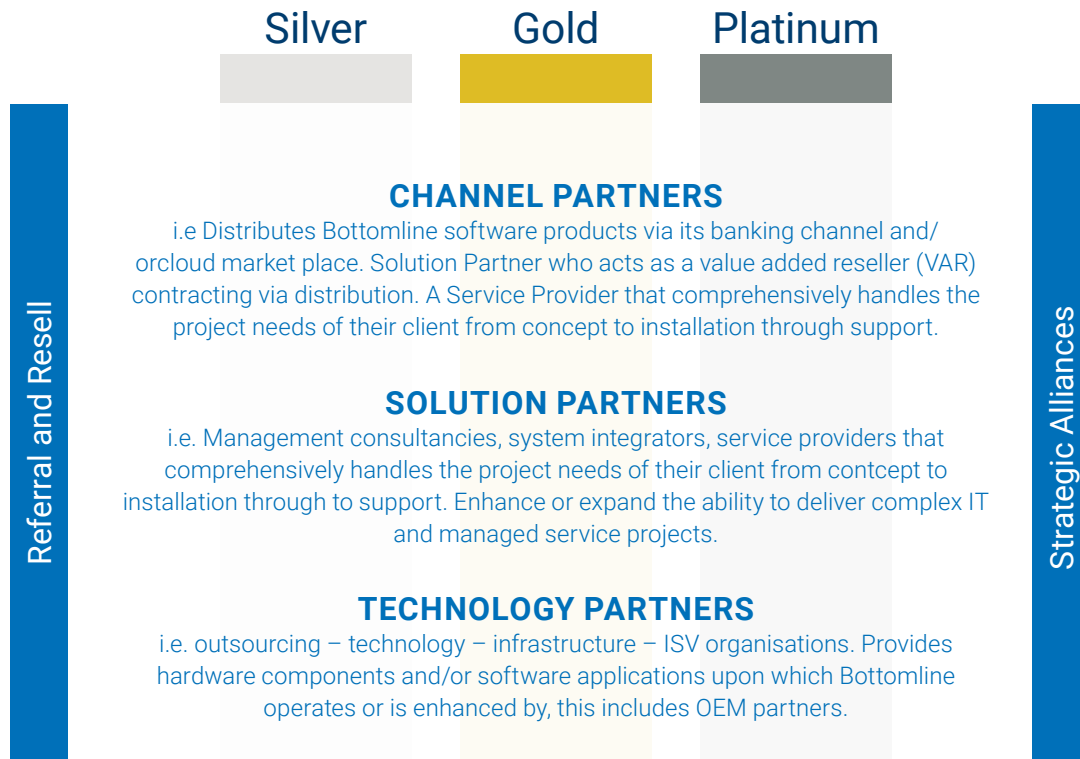 Silver
Gold
Platinum
Referral and Resell
CHANNEL PARTNERS
i.e Distributes Bottomline software products via its banking channel and/
orcloud market place. Solution Partner who acts as a value added reseller (VAR)
contracting via distribution. A Service Provider that comprehensively handles the
project needs of their client from concept to installation through support.
SOLUTION PARTNERS
i.e. Management consultancies, system integrators, service providers that
comprehensively handles the project needs of their client from contcept to
installation through to support. Enhance or expand the ability to deliver complex IT
and managed service projects.
TECHNOLOGY PARTNERS
i.e. outsourcing – technology – infrastructure – ISV organisations. Provides
hardware components and/or software applications upon which Bottomline
operates or is enhanced by, this includes OEM partners.
Strategic Alliances